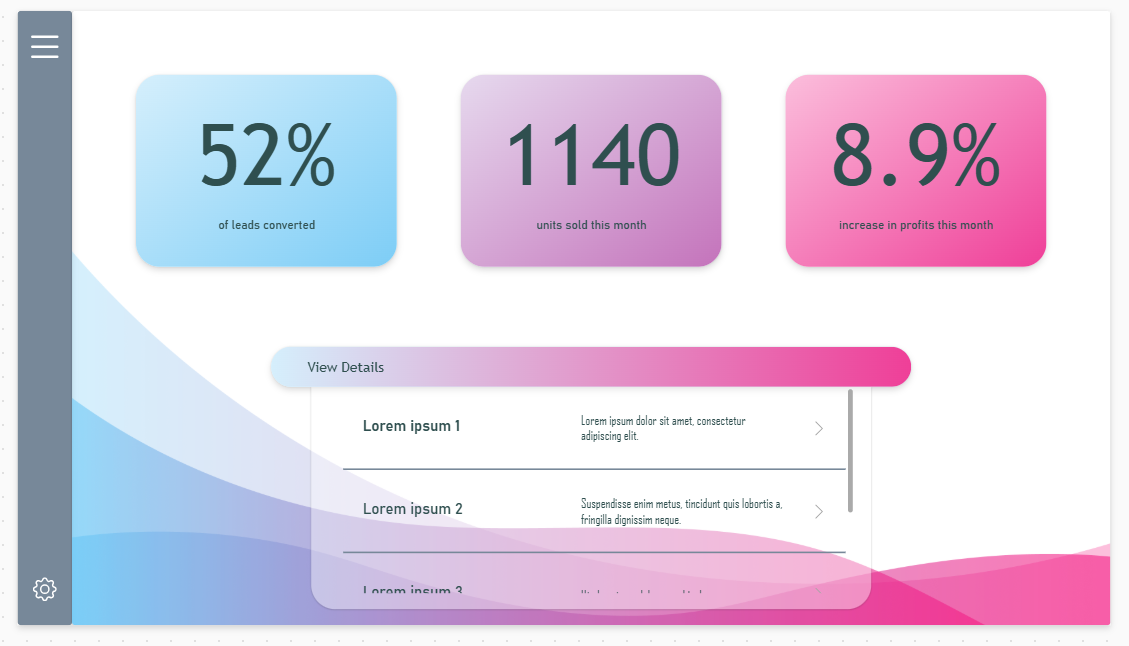 52%
of leads converted
1140
units sold this month
8.9%
increase in profits this month
View Details
Lorem ipsum 1
Lorem ipsum dolor sit amet, consectetur
adipiscing elit.
Lorem ipsum 2
Suspendisse enim metus, tincidunt quis lobortis a,
fringilla dignissim neque.
Lorem ipsum 3